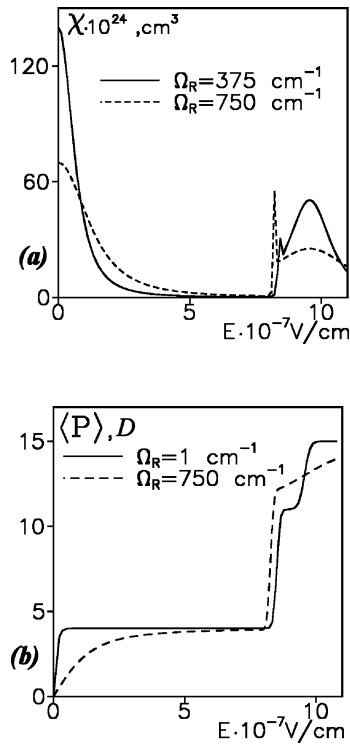 χ·10²⁴ ,cm³
120
Ω_R=375 cm⁻¹
Ω_R=750 cm⁻¹
60
(a)
0
0 5 10
E·10⁻⁷V/cm
⟨P⟩, D
15
Ω_R=1 cm⁻¹
Ω_R=750 cm⁻¹
10
5
(b)
0
0 5 10
E·10⁻⁷V/cm